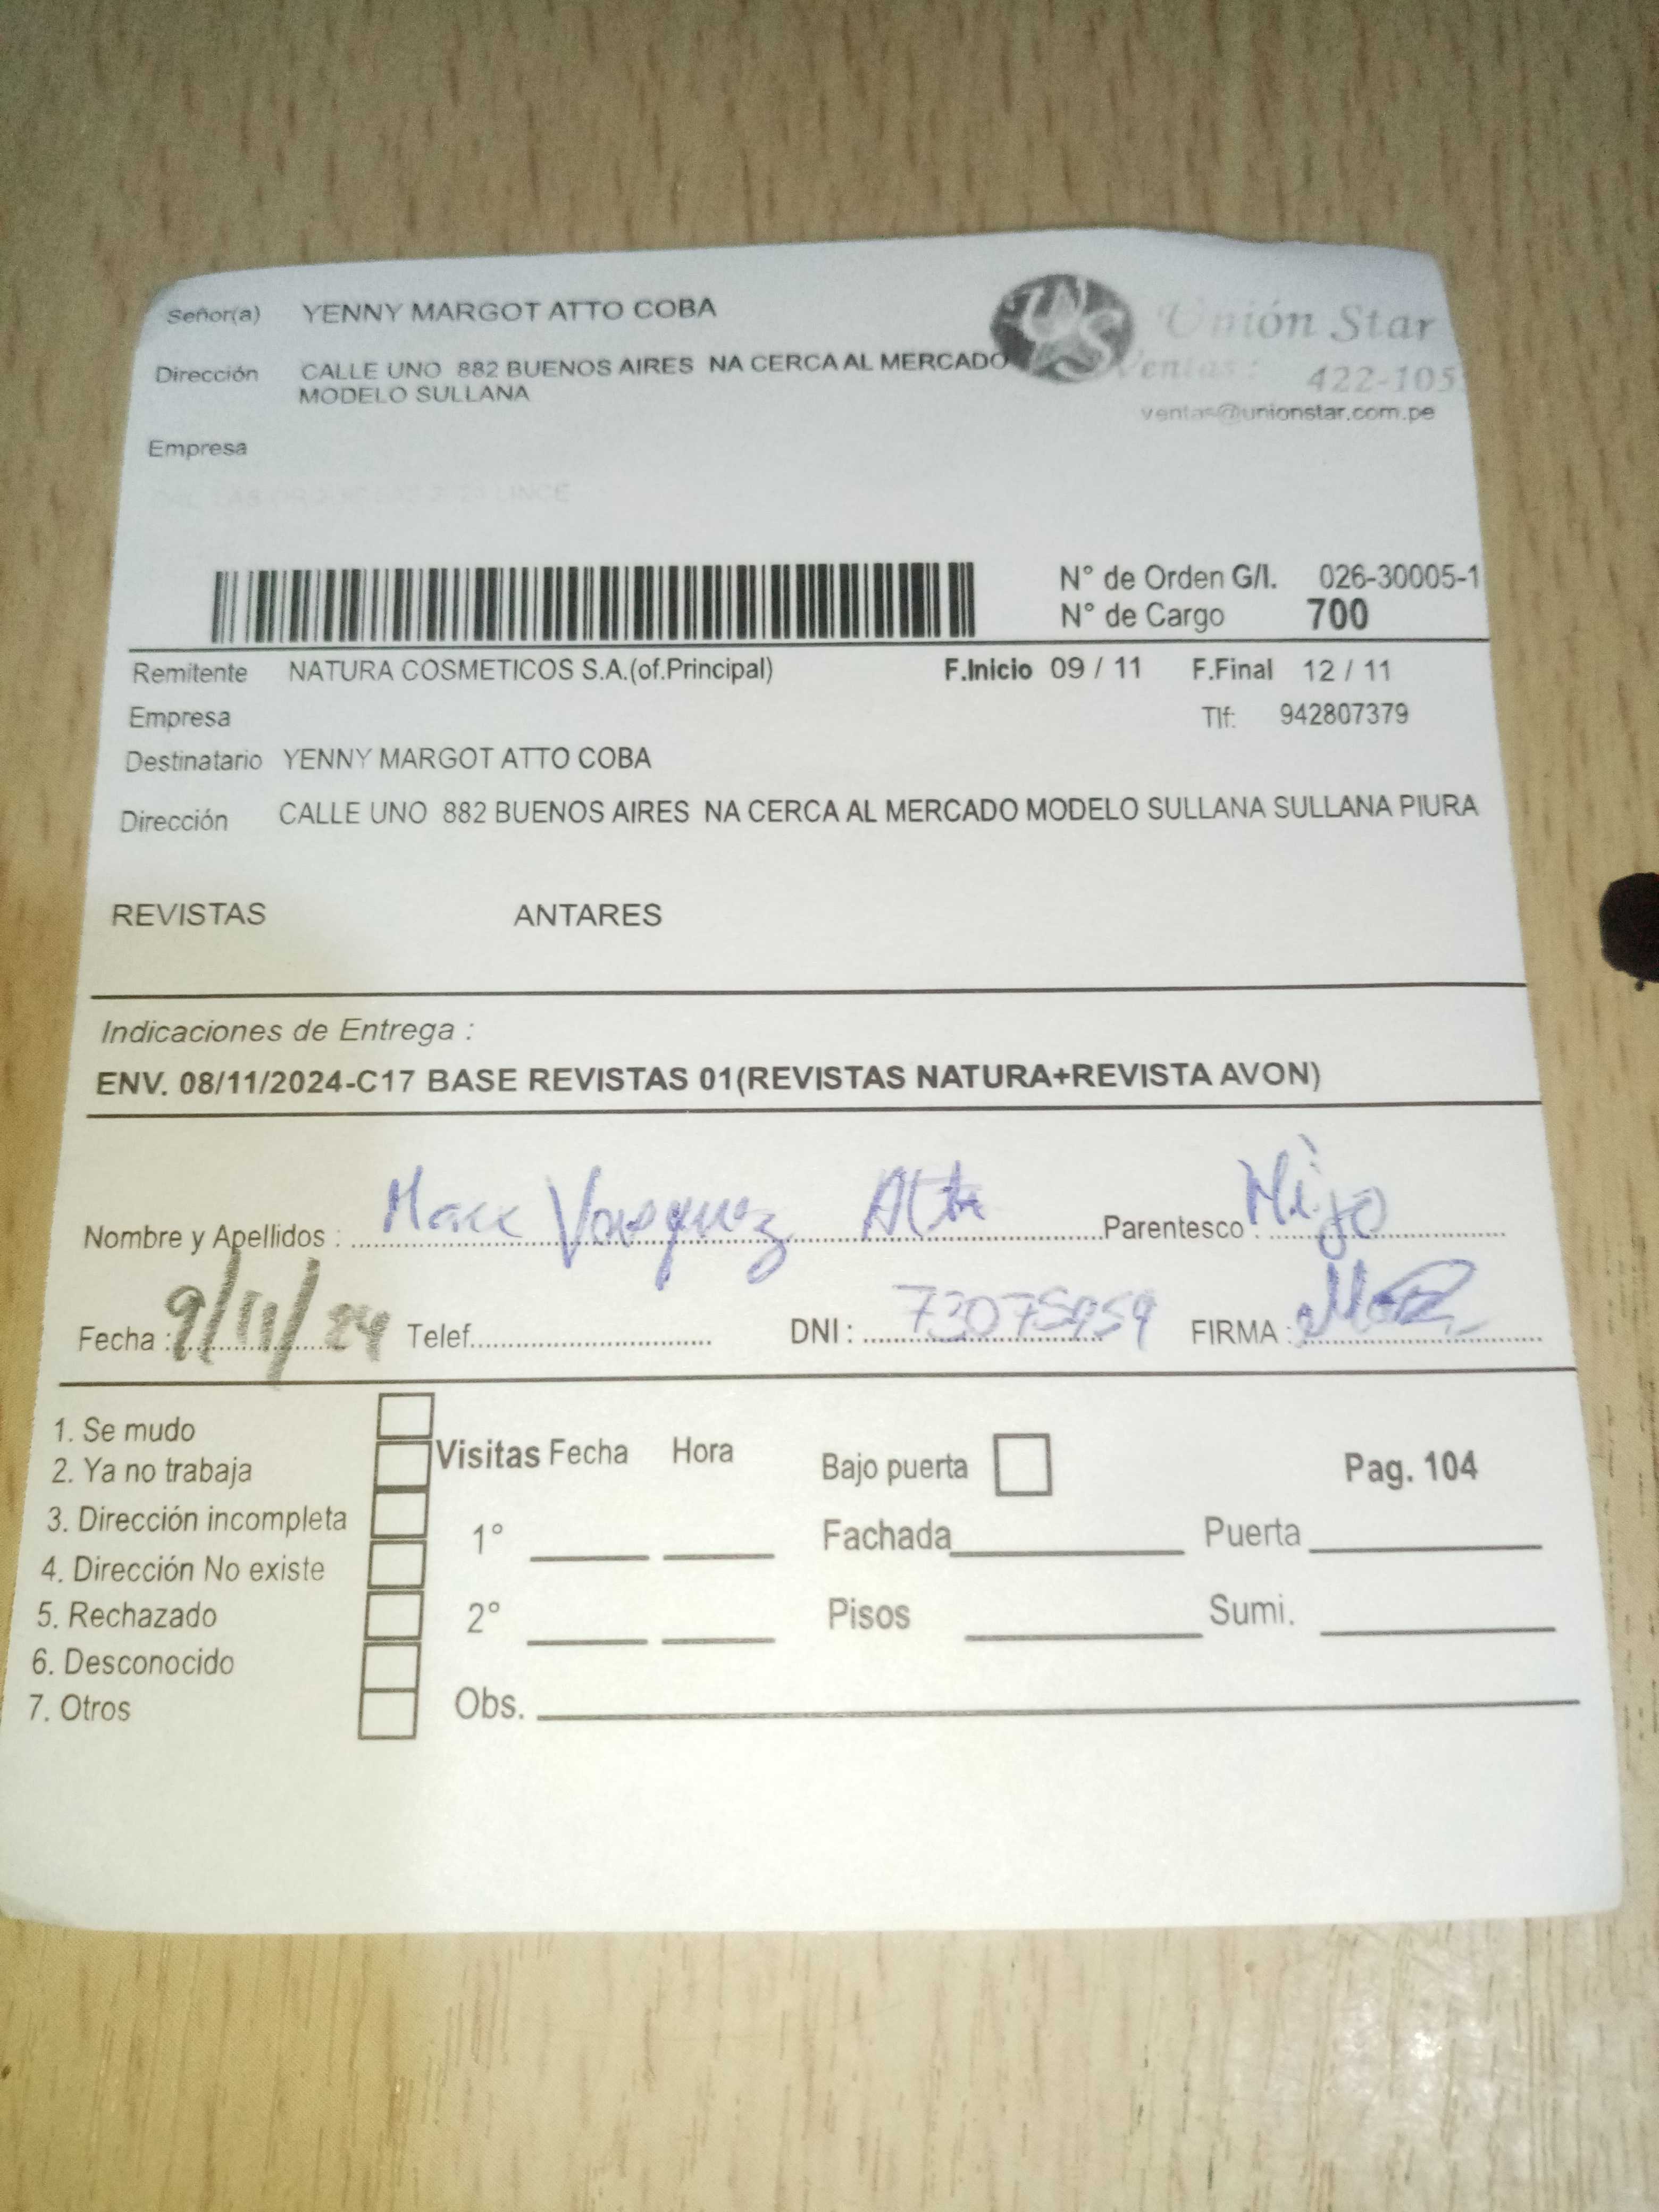 Señor(a) YENNY MARGOT ATTO COBA
Unión Star
Dirección CALLE UNO 882 BUENOS AIRES NA CERCA AL MERCADO
MODELO SULLANA
Ventas: 422-105
ventas@unionstar.com.pe
Empresa
LINCE
N° de Orden G/I. 026-30005-1
N° de Cargo 700
Remitente NATURA COSMETICOS S.A.(of.Principal) F.Inicio 09 / 11 F.Final 12 / 11
Empresa Tlf: 942807379
Destinatario YENNY MARGOT ATTO COBA
Dirección CALLE UNO 882 BUENOS AIRES NA CERCA AL MERCADO MODELO SULLANA SULLANA PIURA
REVISTAS ANTARES
Indicaciones de Entrega :
ENV. 08/11/2024-C17 BASE REVISTAS 01(REVISTAS NATURA+REVISTA AVON)
Nombre y Apellidos : Vasquez Parentesco : Hijo
Fecha : 9/11/24 Telef. DNI : FIRMA :
1. Se mudo
2. Ya no trabaja
3. Dirección incompleta
4. Dirección No existe
5. Rechazado
6. Desconocido
7. Otros
Visitas Fecha Hora Bajo puerta Pag. 104
1° Fachada Puerta
2° Pisos Sumi.
Obs.